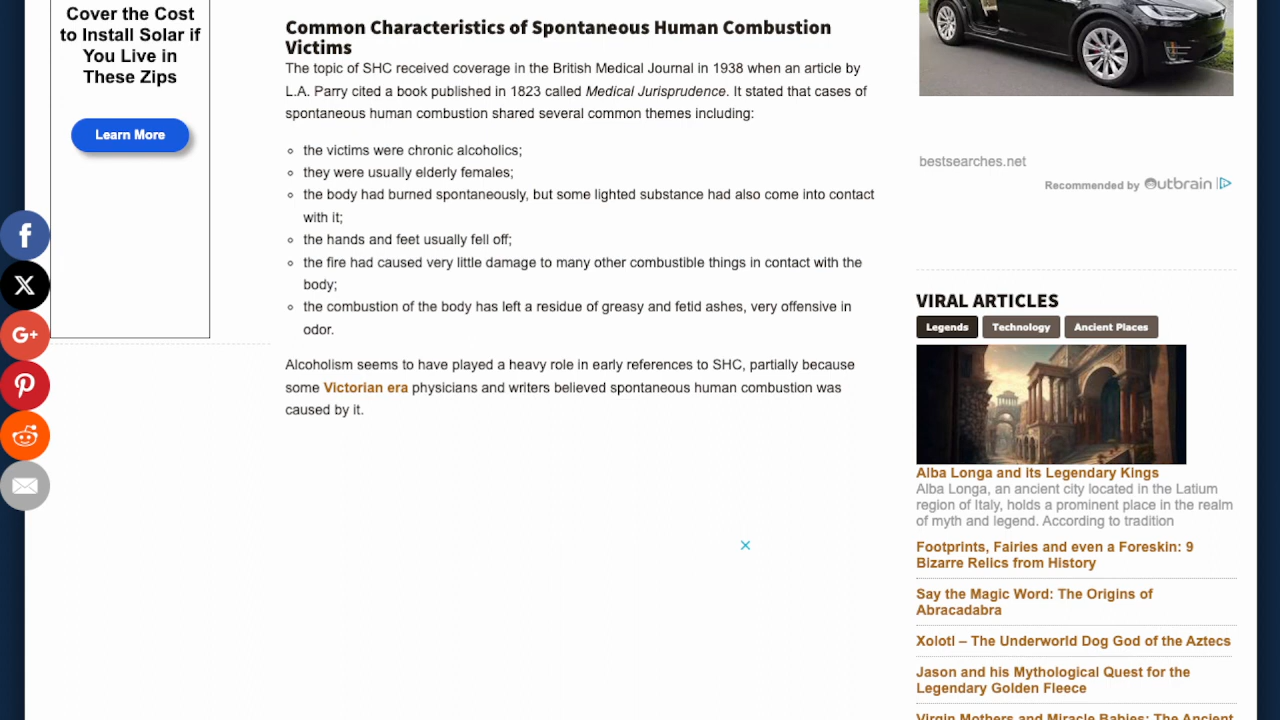 Cover the Cost
to Install Solar if
You Live in
These Zips
Learn More
Common Characteristics of Spontaneous Human Combustion
Victims
The topic of SHC received coverage in the British Medical Journal in 1938 when an article by
L.A. Parry cited a book published in 1823 called Medical Jurisprudence. It stated that cases of
spontaneous human combustion shared several common themes including:
the victims were chronic alcoholics;
they were usually elderly females;
the body had burned spontaneously, but some lighted substance had also come into contact
with it;
the hands and feet usually fell off;
the fire had caused very little damage to many other combustible things in contact with the
body;
the combustion of the body has left a residue of greasy and fetid ashes, very offensive in
odor.
Alcoholism seems to have played a heavy role in early references to SHC, partially because
some Victorian era physicians and writers believed spontaneous human combustion was
caused by it.
bestsearches.net
Recommended by Outbrain
VIRAL ARTICLES
Legends Technology Ancient Places
Alba Longa and its Legendary Kings
Alba Longa, an ancient city located in the Latium
region of Italy, holds a prominent place in the realm
of myth and legend. According to tradition
Footprints, Fairies and even a Foreskin: 9
Bizarre Relics from History
Say the Magic Word: The Origins of
Abracadabra
Xolotl – The Underworld Dog God of the Aztecs
Jason and his Mythological Quest for the
Legendary Golden Fleece
Virgin Mothers and Miracle Babies: The Ancient